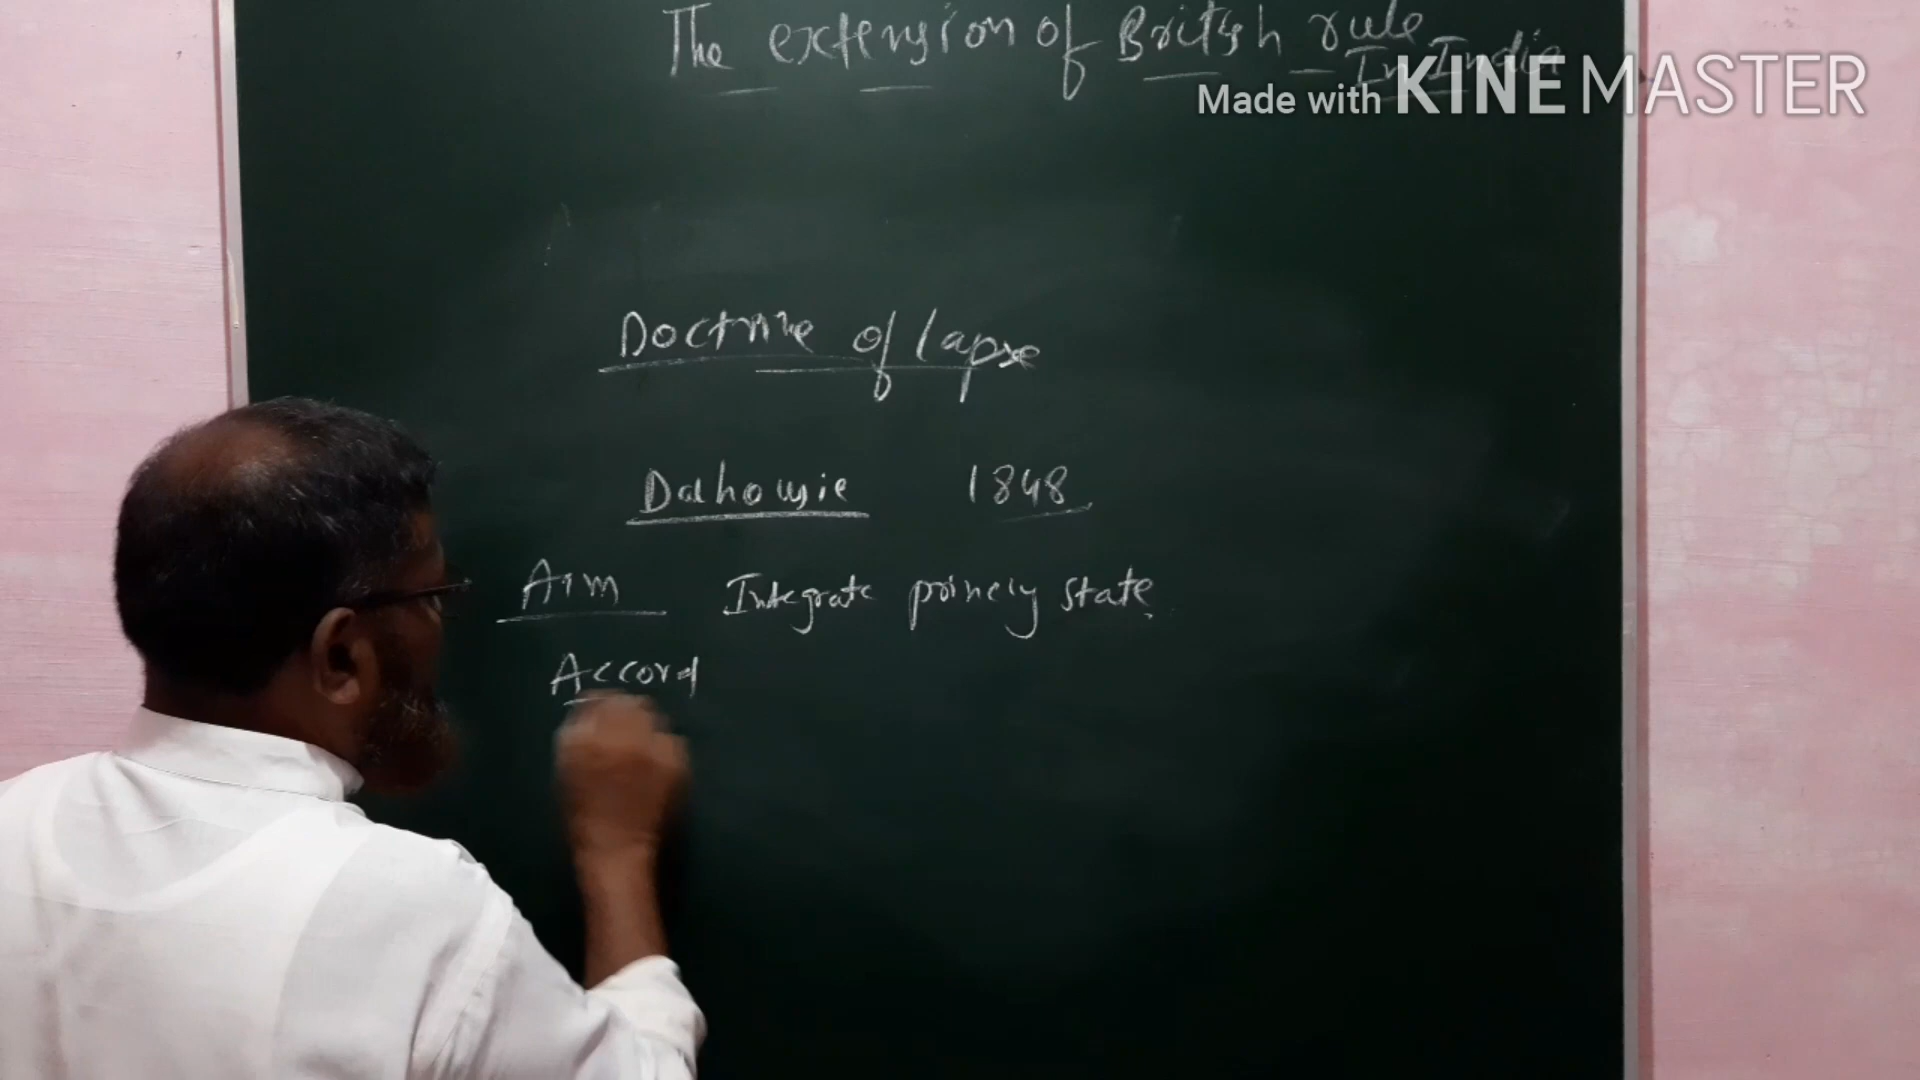 The extension of British rule
In India
Made with KINEMASTER
Doctrine of lapse
Dalhousie 1848
Aim Integrate princely state
Accord